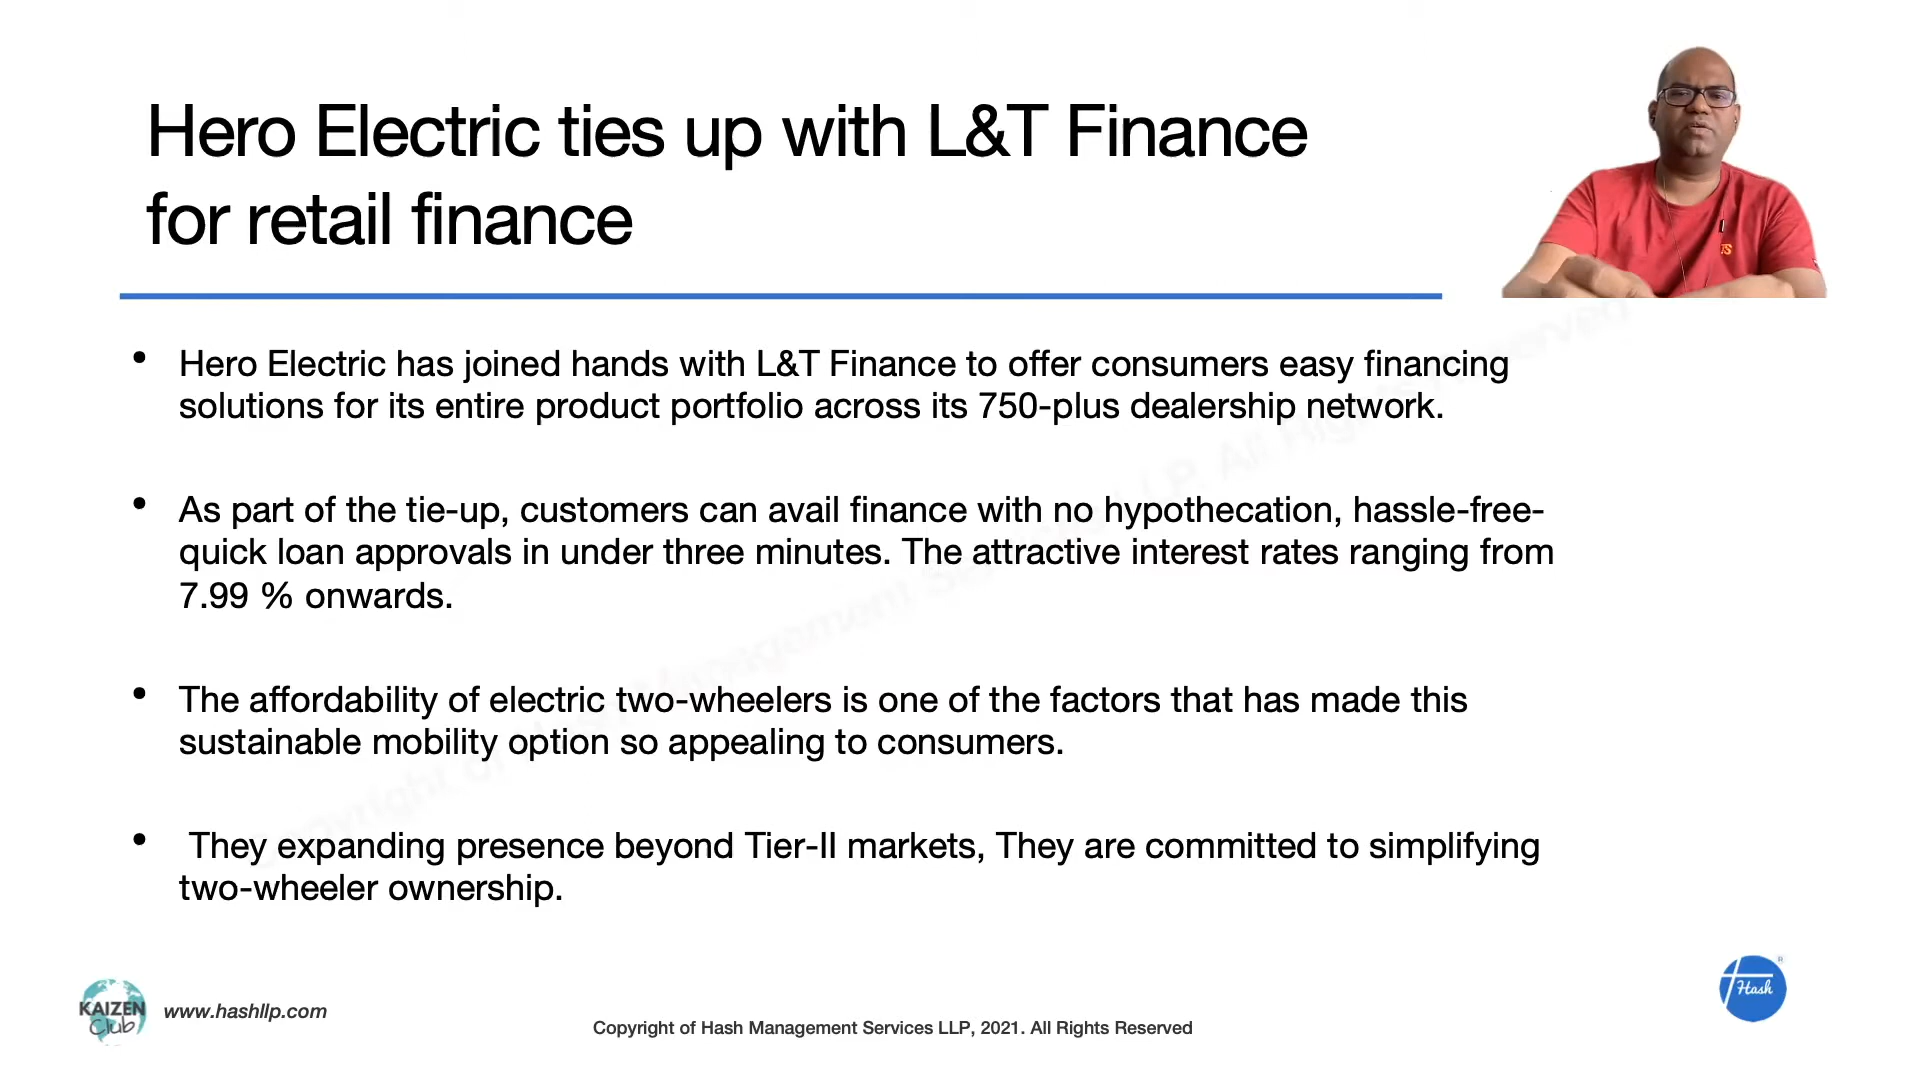 Hero Electric ties up with L&T Finance
for retail finance
• Hero Electric has joined hands with L&T Finance to offer consumers easy financing
solutions for its entire product portfolio across its 750-plus dealership network.
• As part of the tie-up, customers can avail finance with no hypothecation, hassle-free-
quick loan approvals in under three minutes. The attractive interest rates ranging from
7.99 % onwards.
• The affordability of electric two-wheelers is one of the factors that has made this
sustainable mobility option so appealing to consumers.
• They expanding presence beyond Tier-II markets, They are committed to simplifying
two-wheeler ownership.
KAIZEN
Club
www.hashllp.com
Copyright of Hash Management Services LLP, 2021. All Rights Reserved
Hash